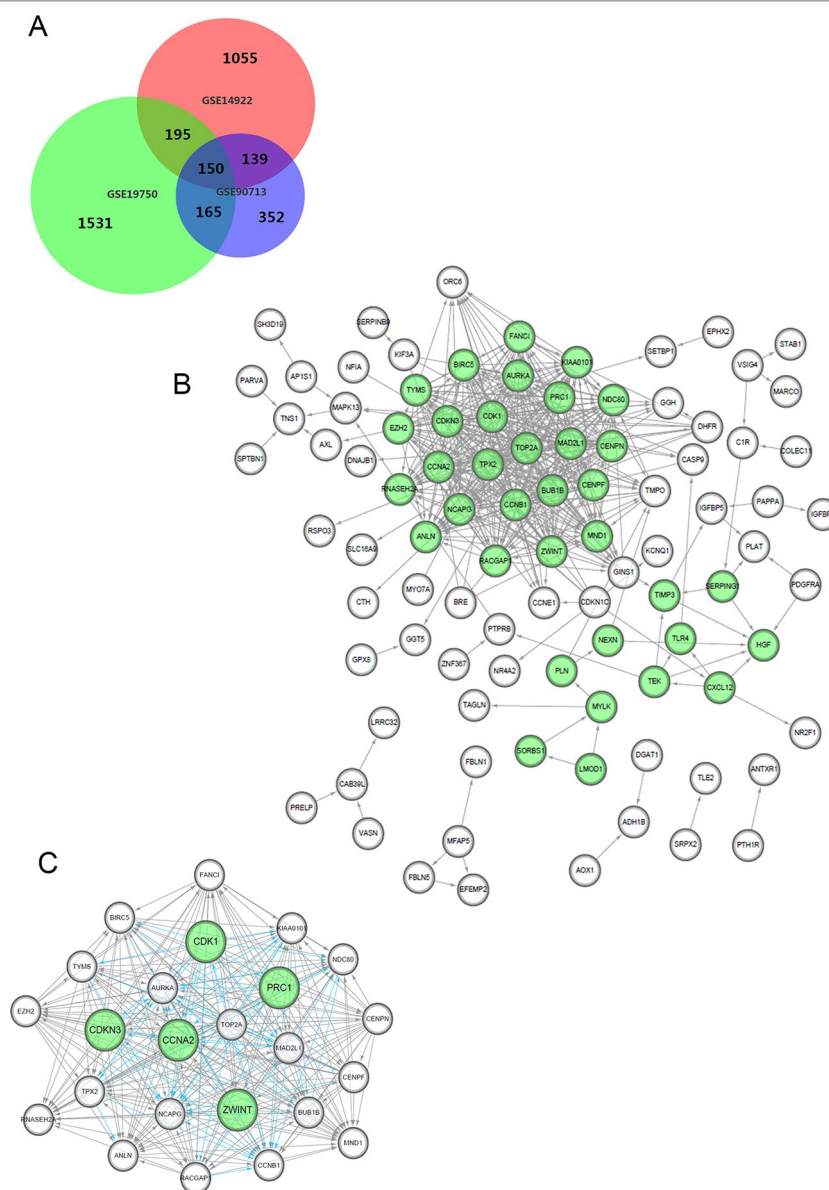 A
1055
GSE14922
195
150
139
GSE90713
GSE19750
165
352
1531
B
ORC6
SH3D19
SERPINB9
FANCI
EPHX2
KIF3A
SETBP1
STAB1
VSIG4
NFIA
BIRC5
KIAA0101
AURKA
PARVA
AP1S1
TYMS
MARCO
PRC1
NDC80
GGH
MAPK13
TNS1
CDKN3
CDK1
EZH2
DHFR
AXL
TOP2A
MAD2L1
CENPN
C1R
COLEC11
SPTBN1
DNAJB1
CCNA2
TPX2
CASP9
RNASEH2A
BUB1B
CENPF
TMPO
NCAPG
CCNB1
IGFBP5
PAPPA
RSPO3
ANLN
MND1
SLC16A9
ZWINT
KCNQ1
PLAT
RACGAP1
GINS1
PDGFRA
MYO7A
SERPING1
TIMP3
CTH
BRE
CCNE1
CDKN1C
PTPRB
GGT5
NEXN
TLR4
HGF
GPX8
ZNF367
NR4A2
PLN
TEK
CXCL12
TAGLN
MYLK
LRRC32
NR2F1
SORBS1
FBLN1
DGAT1
LMOD1
ANTXR1
TLE2
CAB39L
PRELP
ADH1B
VASN
MFAP5
SRPX2
PTH1R
AOX1
FBLN5
EFEMP2
C
FANCI
BIRC5
KIAA0101
CDK1
NDC80
TYMS
AURKA
PRC1
EZH2
CENPN
TOP2A
CDKN3
CCNA2
MAD2L1
CENPF
TPX2
NCAPG
ZWINT
BUB1B
RNASEH2A
MND1
ANLN
CCNB1
RACGAP1